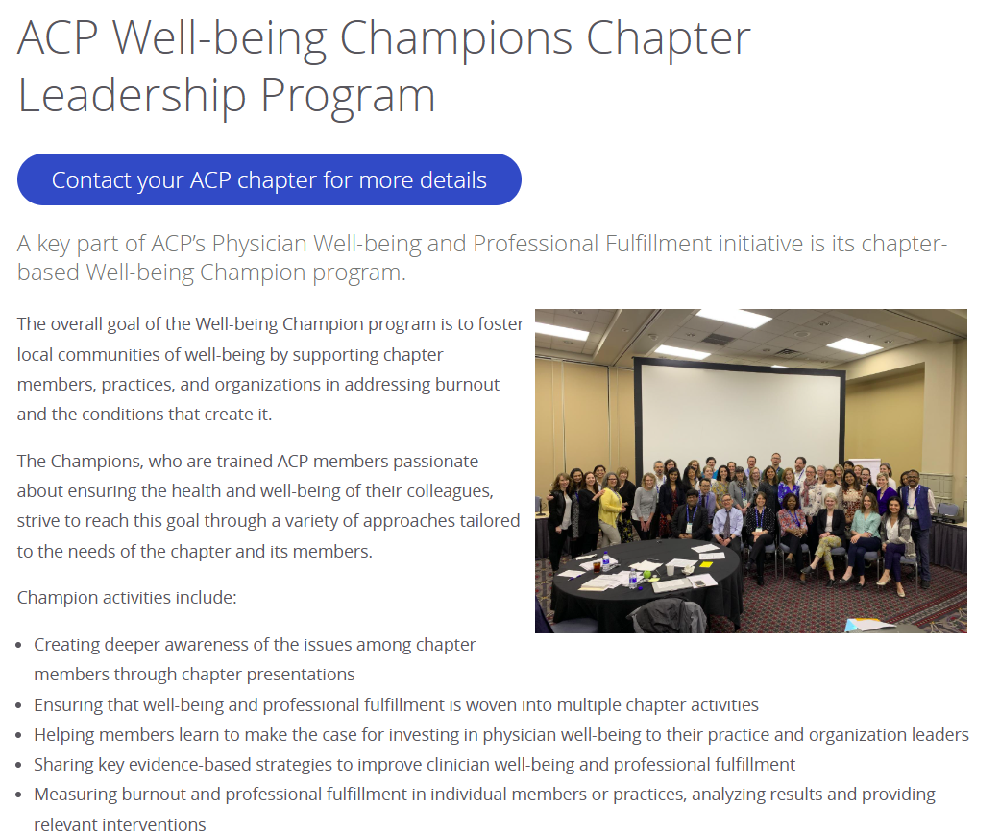 ACP Well-being Champions Chapter
Leadership Program
Contact your ACP chapter for more details
A key part of ACP’s Physician Well-being and Professional Fulfillment initiative is its chapter-
based Well-being Champion program.
The overall goal of the Well-being Champion program is to foster
local communities of well-being by supporting chapter
members, practices, and organizations in addressing burnout
and the conditions that create it.
The Champions, who are trained ACP members passionate
about ensuring the health and well-being of their colleagues,
strive to reach this goal through a variety of approaches tailored
to the needs of the chapter and its members.
Champion activities include:
• Creating deeper awareness of the issues among chapter
members through chapter presentations
• Ensuring that well-being and professional fulfillment is woven into multiple chapter activities
• Helping members learn to make the case for investing in physician well-being to their practice and organization leaders
• Sharing key evidence-based strategies to improve clinician well-being and professional fulfillment
• Measuring burnout and professional fulfillment in individual members or practices, analyzing results and providing
relevant interventions